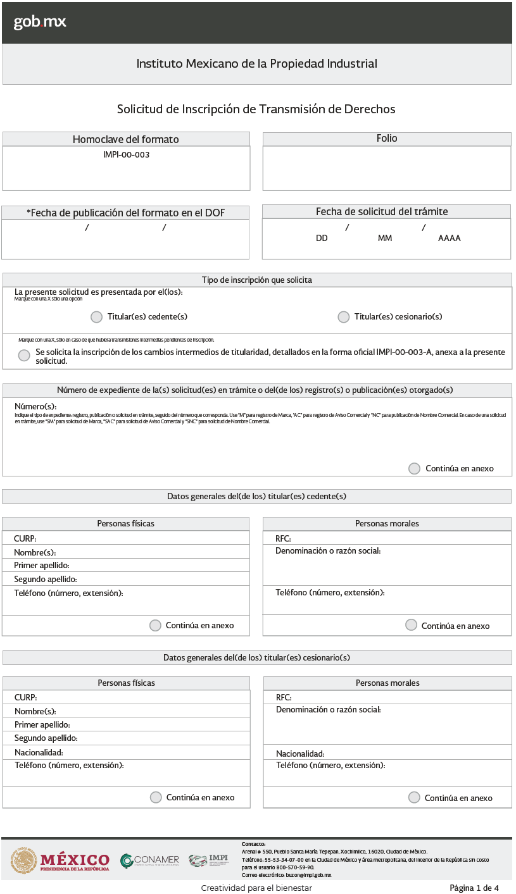 gob.mx
Instituto Mexicano de la Propiedad Industrial
Solicitud de Inscripción de Transmisión de Derechos
Homoclave del formato
IMPI-00-003
Folio
*Fecha de publicación del formato en el DOF
/ /
Fecha de solicitud del trámite
/ /
DD MM AAAA
Tipo de inscripción que solicita
La presente solicitud es presentada por el(los):
Marque con una X solo una opción
Titular(es) cedente(s)
Titular(es) cesionario(s)
Marque con una X, sólo en caso de que hubiera transmisiones intermedias pendientes de inscripción.
Se solicita la inscripción de los cambios intermedios de titularidad, detallados en la forma oficial IMPI-00-003-A, anexa a la presente
solicitud.
Número de expediente de la(s) solicitud(es) en trámite o del(de los) registro(s) o publicación(es) otorgado(s)
Número(s):
Indique el tipo de expediente: registro, publicación o solicitud en trámite, seguido del número que corresponda. Use "M" para registro de Marca, "AC" para registro de Aviso Comercial y "NC" para publicación de Nombre Comercial. En caso de una solicitud
en trámite, use "SM" para solicitud de Marca, "SAC" para solicitud de Aviso Comercial y "SNC" para solicitud de Nombre Comercial.
Continúa en anexo
Datos generales del(de los) titular(es) cedente(s)
Personas físicas
CURP:
Nombre(s):
Primer apellido:
Segundo apellido:
Teléfono (número, extensión):
Continúa en anexo
Personas morales
RFC:
Denominación o razón social:
Teléfono (número, extensión):
Continúa en anexo
Datos generales del(de los) titular(es) cesionario(s)
Personas físicas
CURP:
Nombre(s):
Primer apellido:
Segundo apellido:
Nacionalidad:
Teléfono (número, extensión):
Continúa en anexo
Personas morales
RFC:
Denominación o razón social:
Nacionalidad:
Teléfono (número, extensión):
Continúa en anexo
MÉXICO
PRESIDENCIA DE LA REPÚBLICA
CONAMER
IMPI
Contacto:
Arenal # 550, Pueblo Santa María Tepepan, Xochimilco, 16020, Ciudad de México.
Teléfono: 55-53-34-07-00 en la Ciudad de México y área metropolitana, del interior de la República sin costo
para el usuario 800-570-59-90.
Correo electrónico: buzon@impi.gob.mx
Creatividad para el bienestar
Página 1 de 4